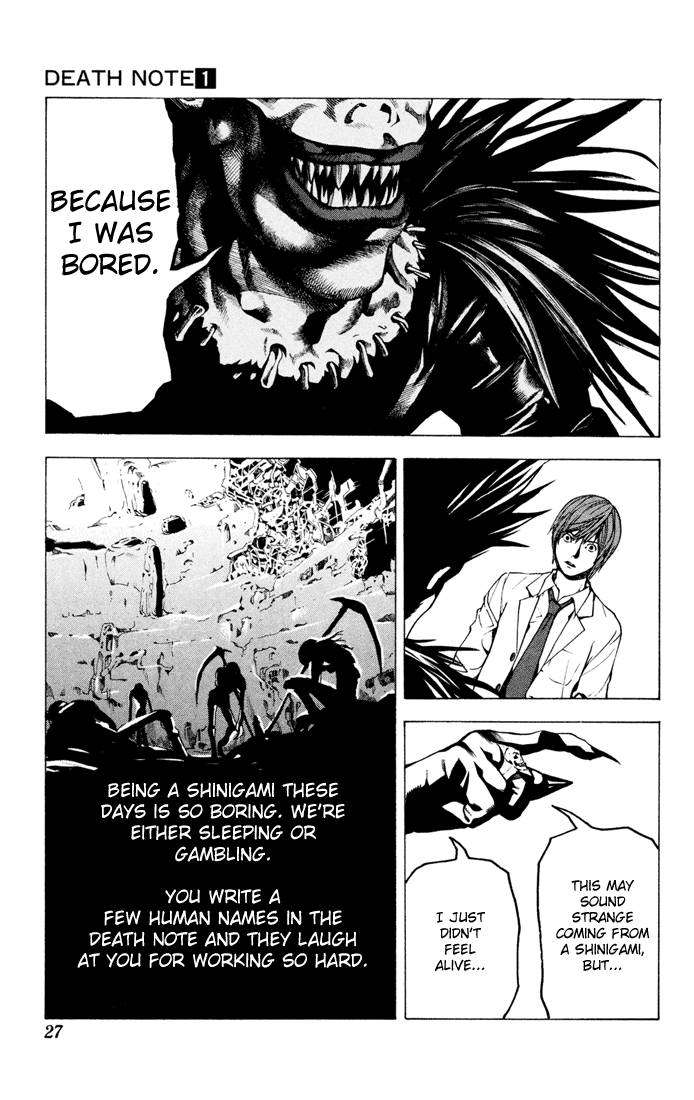 DEATH NOTE 1
BECAUSE
I WAS
BORED.
THIS MAY
SOUND
STRANGE
COMING FROM
A SHINIGAMI,
BUT...
I JUST
DIDN'T
FEEL
ALIVE...
BEING A SHINIGAMI THESE
DAYS IS SO BORING. WE'RE
EITHER SLEEPING OR
GAMBLING.
YOU WRITE A
FEW HUMAN NAMES IN THE
DEATH NOTE AND THEY LAUGH
AT YOU FOR WORKING SO HARD.
27